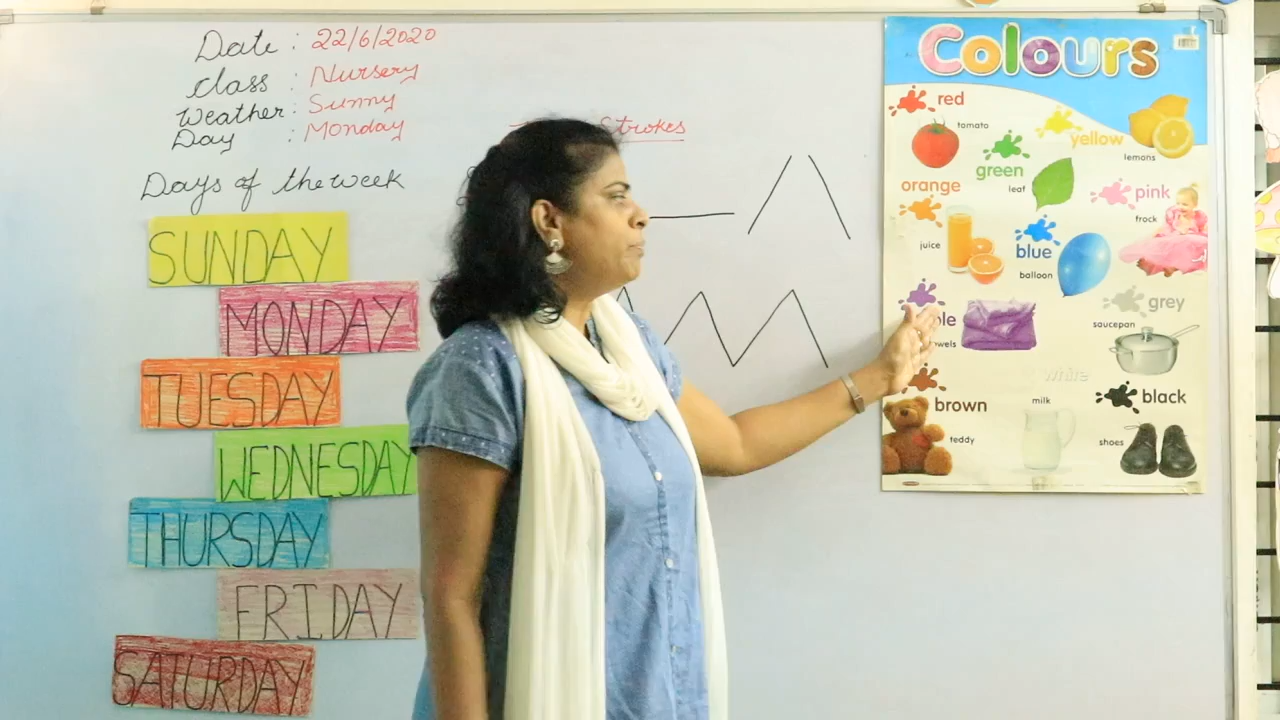 Date : 22/6/2020
class : Nursery
Weather: Sunny
Day : Monday
Days of the week
SUNDAY
MONDAY
TUESDAY
WEDNESDAY
THURSDAY
FRIDAY
SATURDAY
Strokes
Colours
red
tomato
yellow
lemons
green
leaf
orange
juice
pink
frock
blue
balloon
grey
saucepan
brown
teddy
white
milk
black
shoes